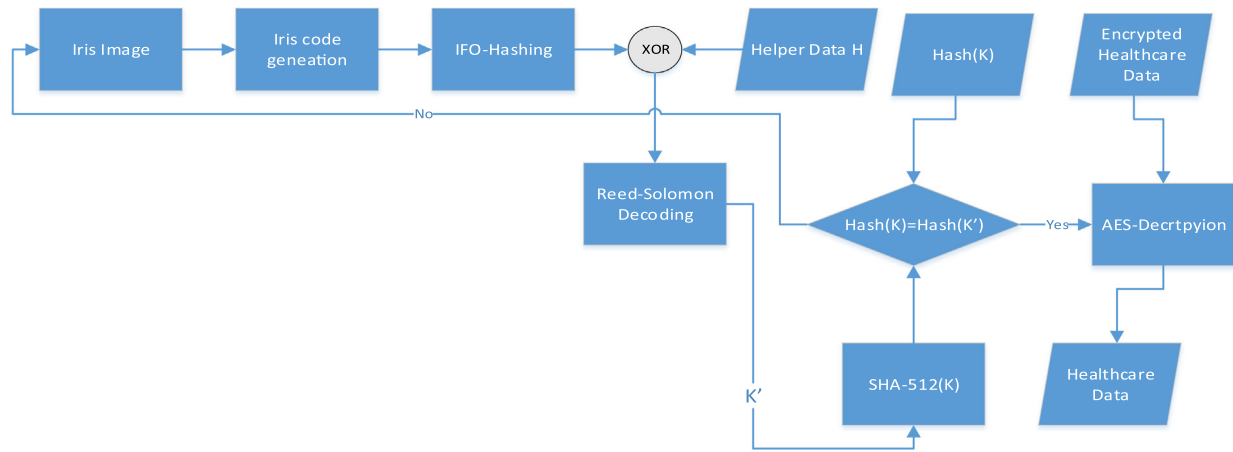 Iris Image
Iris code
geneation
IFO-Hashing
XOR
Helper Data H
Hash(K)
Encrypted
Healthcare
Data
No
Reed-Solomon
Decoding
Hash(K)=Hash(K’)
Yes
AES-Decrtpyion
K’
SHA-512(K)
Healthcare
Data